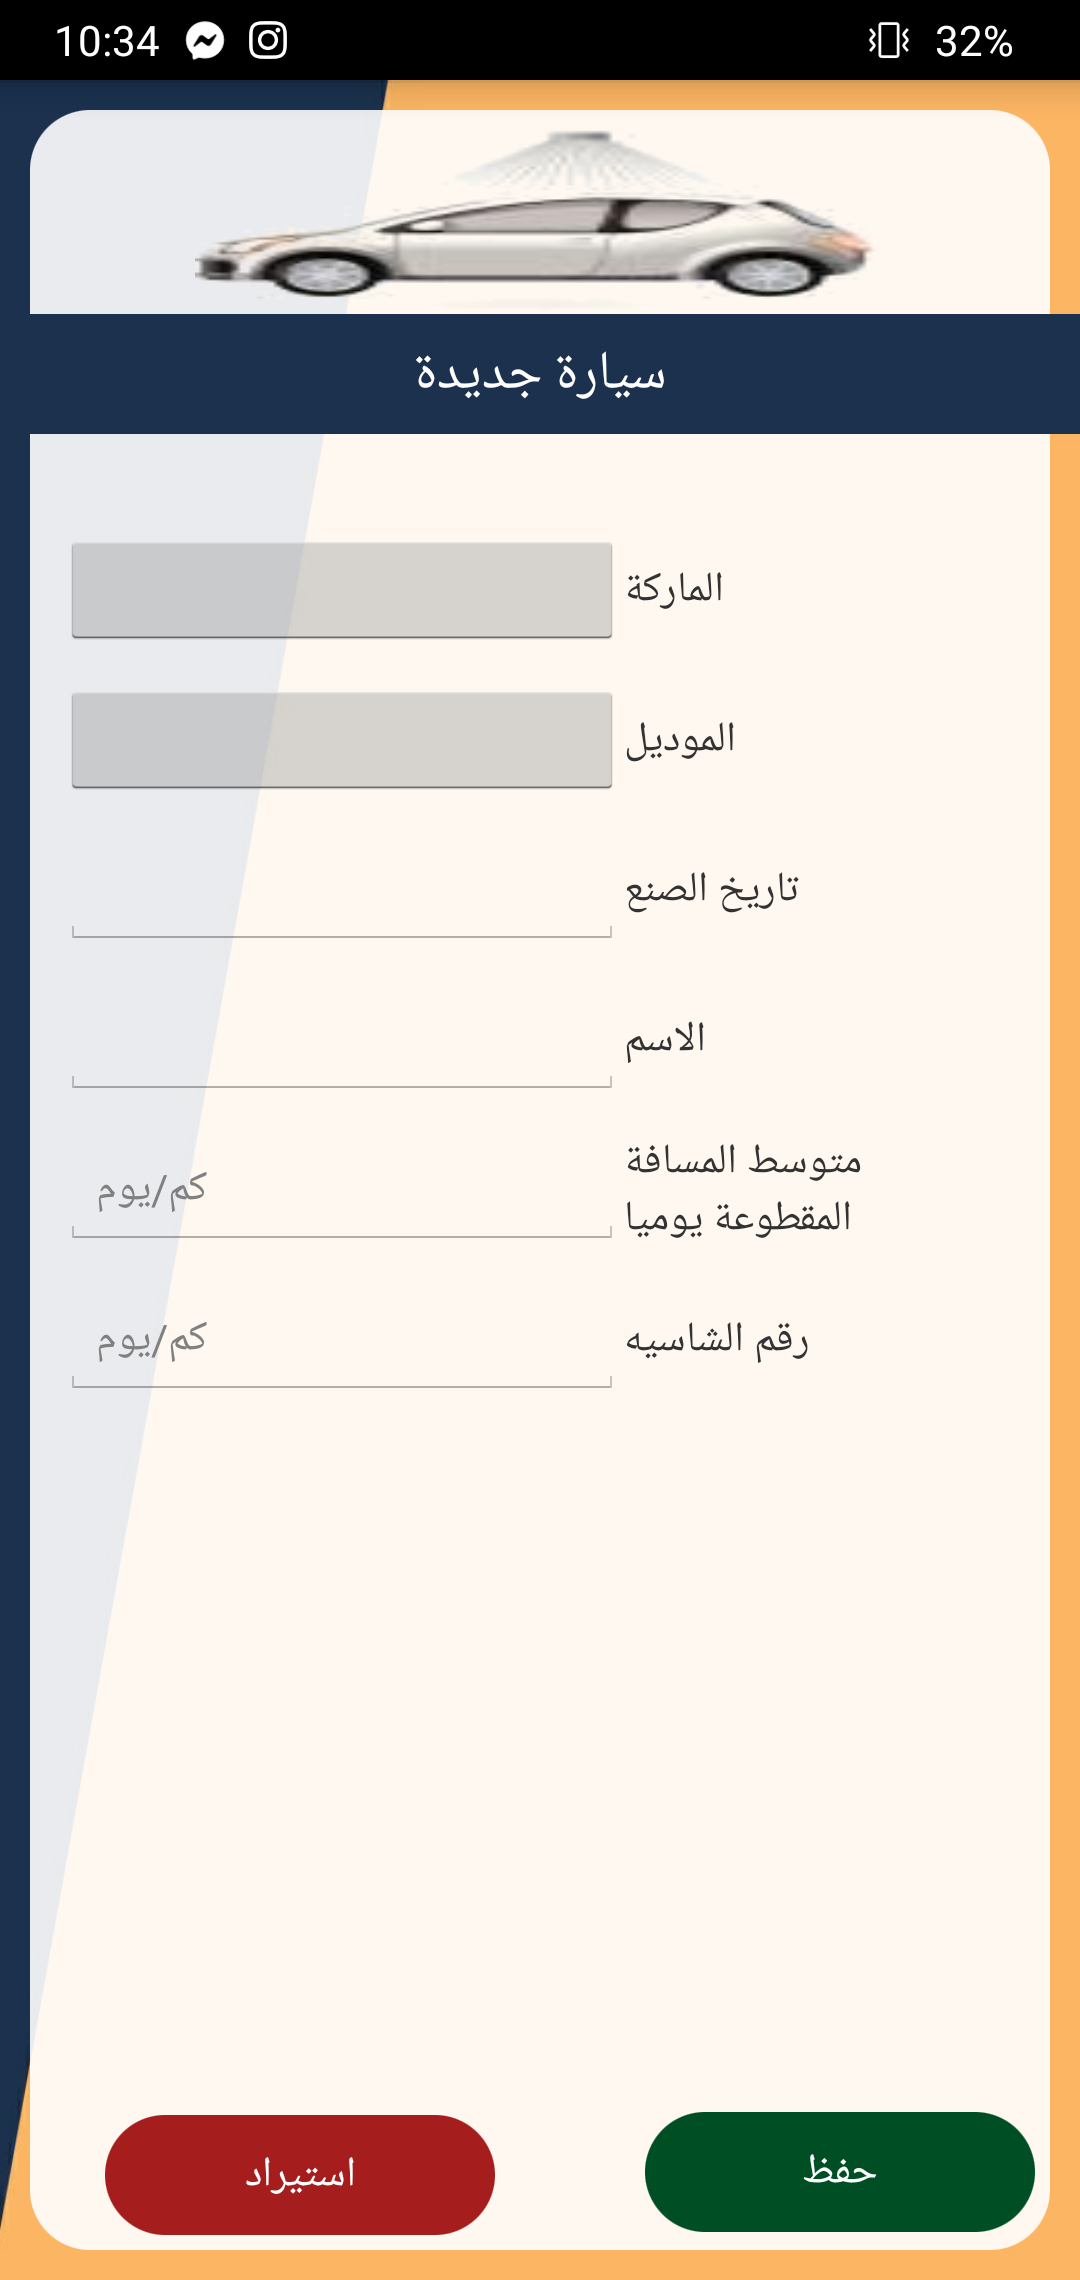 10:34 32%
سيارة جديدة
الماركة
الموديل
تاريخ الصنع
الاسم
متوسط المسافة
المقطوعة يوميا
كم/يوم
رقم الشاسيه
كم/يوم
حفظ
استيراد